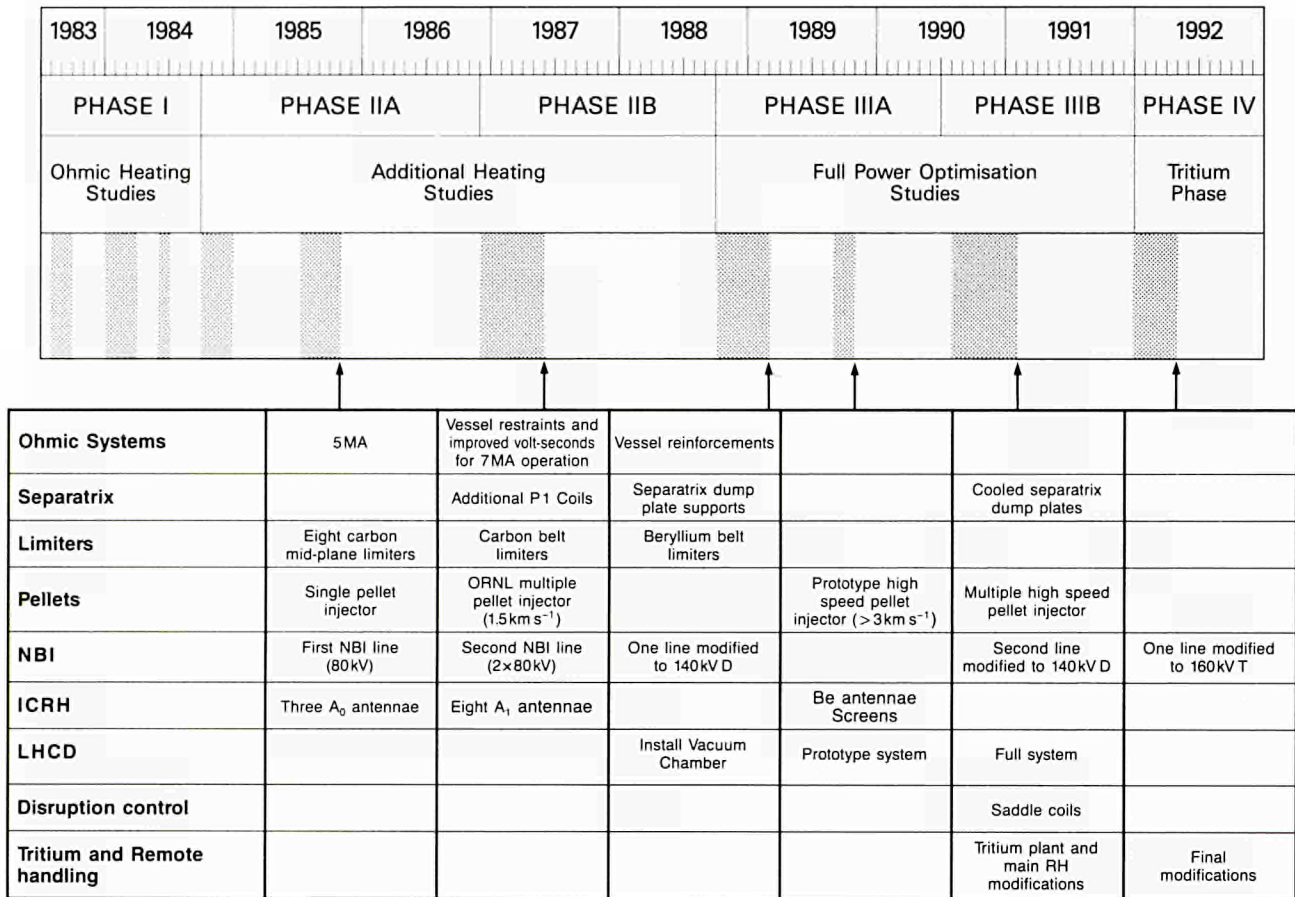 1983 1984 1985 1986 1987 1988 1989 1990 1991 1992
PHASE I PHASE IIA PHASE IIB PHASE IIIA PHASE IIIB PHASE IV
Ohmic Heating
Studies
Additional Heating
Studies
Full Power Optimisation
Studies
Tritium
Phase
Ohmic Systems
5MA
Vessel restraints and
improved volt-seconds
for 7MA operation
Vessel reinforcements
Separatrix
Additional P1 Coils
Separatrix dump
plate supports
Cooled separatrix
dump plates
Limiters
Eight carbon
mid-plane limiters
Carbon belt
limiters
Beryllium belt
limiters
Pellets
Single pellet
injector
ORNL multiple
pellet injector
(1.5km s⁻¹)
Prototype high
speed pellet
injector (>3km s⁻¹)
Multiple high speed
pellet injector
NBI
First NBI line
(80kV)
Second NBI line
(2×80kV)
One line modified
to 140kV D
Second line
modified to 140kV D
One line modified
to 160kV T
ICRH
Three A₀ antennae
Eight A₁ antennae
Be antennae
Screens
LHCD
Install Vacuum
Chamber
Prototype system
Full system
Disruption control
Saddle coils
Tritium and Remote
handling
Tritium plant and
main RH
modifications
Final
modifications